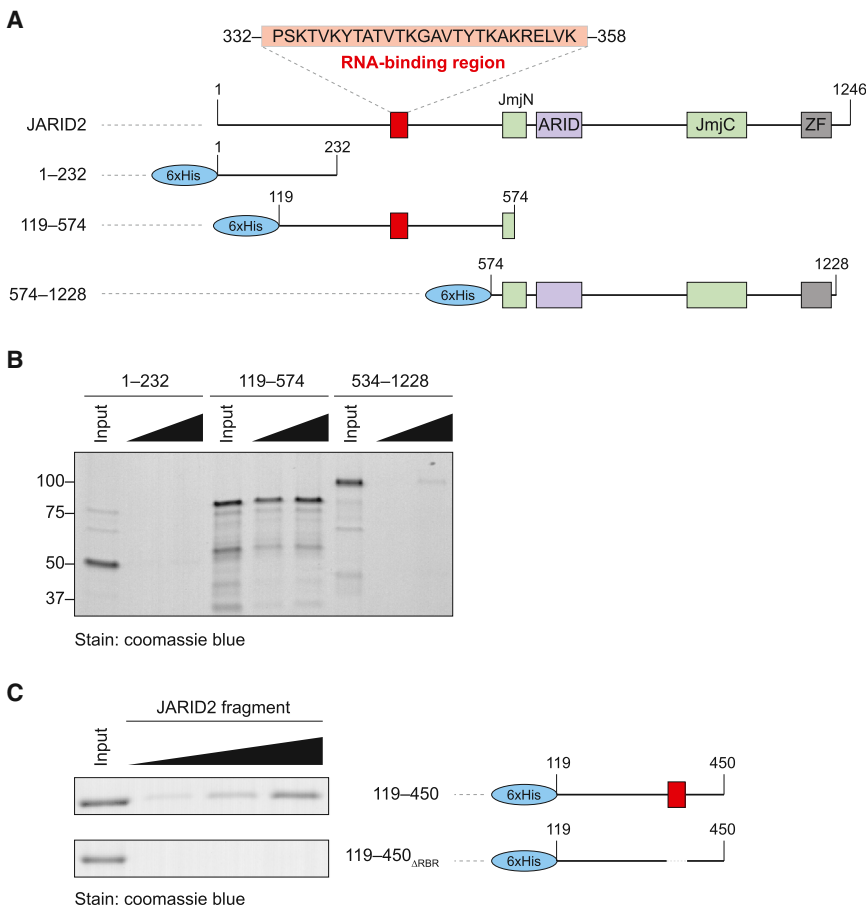 A
332–PSKTVKYTATVTKGAVTYTKAKRELVK–358
RNA-binding region
1
1246
JmjN
JARID2
ARID
JmjC
ZF
1
232
1–232
6xHis
119
574
119–574
6xHis
574
1228
574–1228
6xHis
B
1–232
119–574
534–1228
Input
Input
Input
100
75
50
37
Stain: coomassie blue
C
JARID2 fragment
Input
119
450
119–450
6xHis
119
450
119–450ΔRBR
6xHis
Stain: coomassie blue